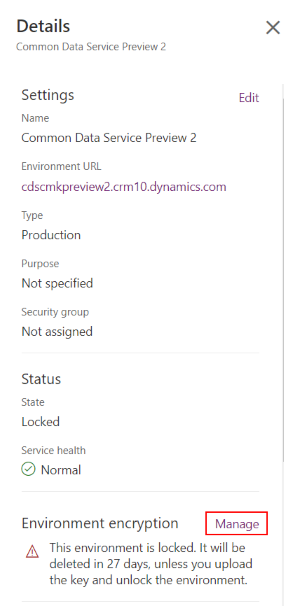 Details
Common Data Service Preview 2
Settings
Edit
Name
Common Data Service Preview 2
Environment URL
cdscmkpreview2.crm10.dynamics.com
Type
Production
Purpose
Not specified
Security group
Not assigned
Status
State
Locked
Service health
Normal
Environment encryption
Manage
This environment is locked. It will be
deleted in 27 days, unless you upload
the key and unlock the environment.